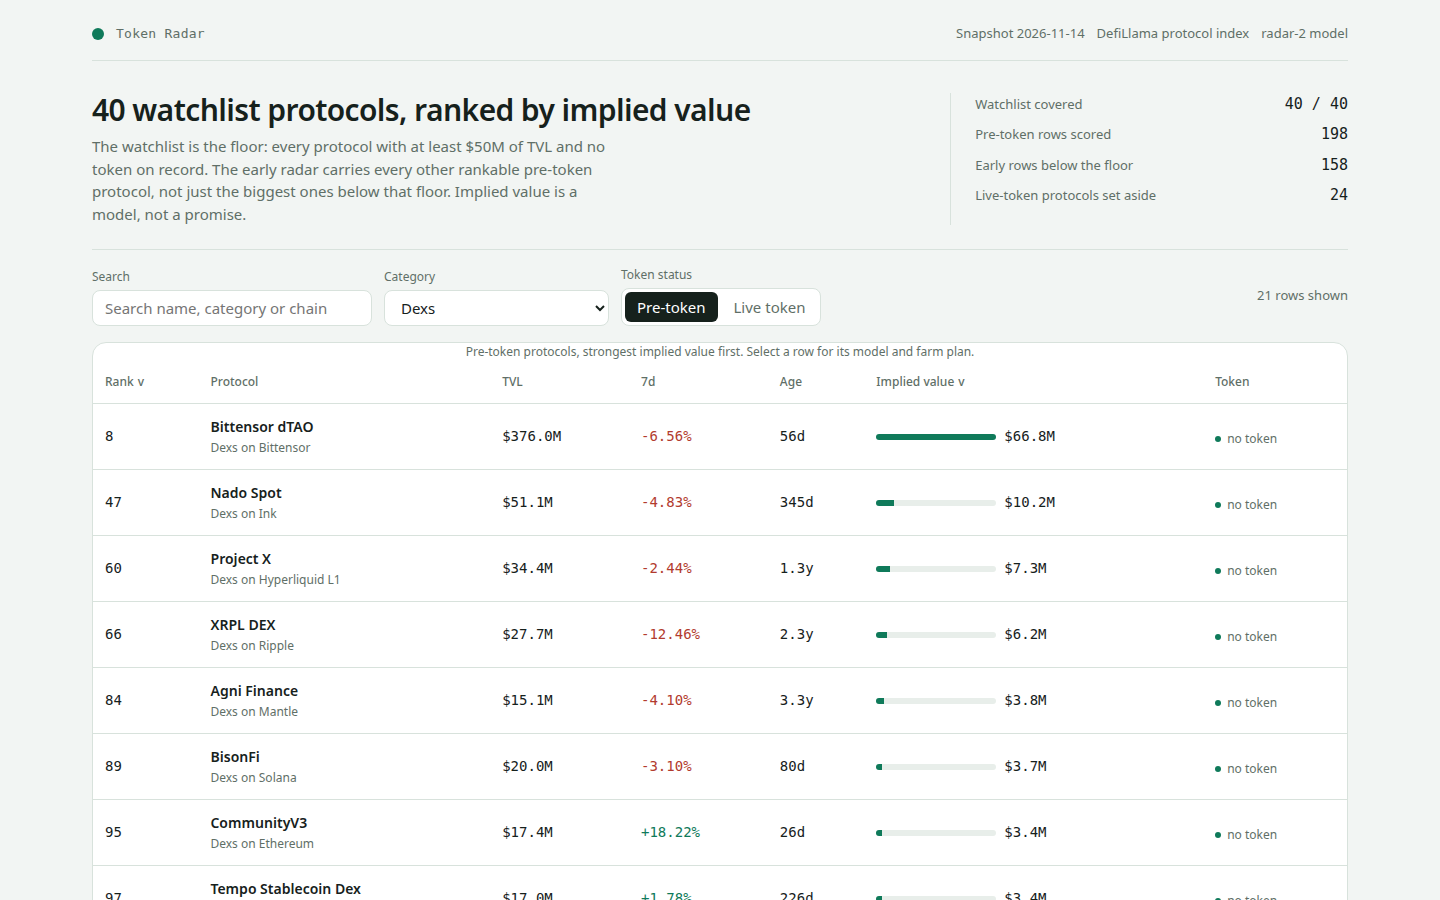 Token Radar
Snapshot 2026-11-14 DefiLlama protocol index radar-2 model
40 watchlist protocols, ranked by implied value
The watchlist is the floor: every protocol with at least $50M of TVL and no
token on record. The early radar carries every other rankable pre-token
protocol, not just the biggest ones below that floor. Implied value is a
model, not a promise.
Watchlist covered 40 / 40
Pre-token rows scored 198
Early rows below the floor 158
Live-token protocols set aside 24
Search
Search name, category or chain
Category
Dexs
Token status
Pre-token Live token
21 rows shown
Pre-token protocols, strongest implied value first. Select a row for its model and farm plan.
Rank v Protocol TVL 7d Age Implied value v Token
8 Bittensor dTAO $376.0M -6.56% 56d $66.8M no token
Dexs on Bittensor
47 Nado Spot $51.1M -4.83% 345d $10.2M no token
Dexs on Ink
60 Project X $34.4M -2.44% 1.3y $7.3M no token
Dexs on Hyperliquid L1
66 XRPL DEX $27.7M -12.46% 2.3y $6.2M no token
Dexs on Ripple
84 Agni Finance $15.1M -4.10% 3.3y $3.8M no token
Dexs on Mantle
89 BisonFi $20.0M -3.10% 80d $3.7M no token
Dexs on Solana
95 CommunityV3 $17.4M +18.22% 26d $3.4M no token
Dexs on Ethereum
97 Tempo Stablecoin Dex $17.0M +1.78% 226d $3.4M no token